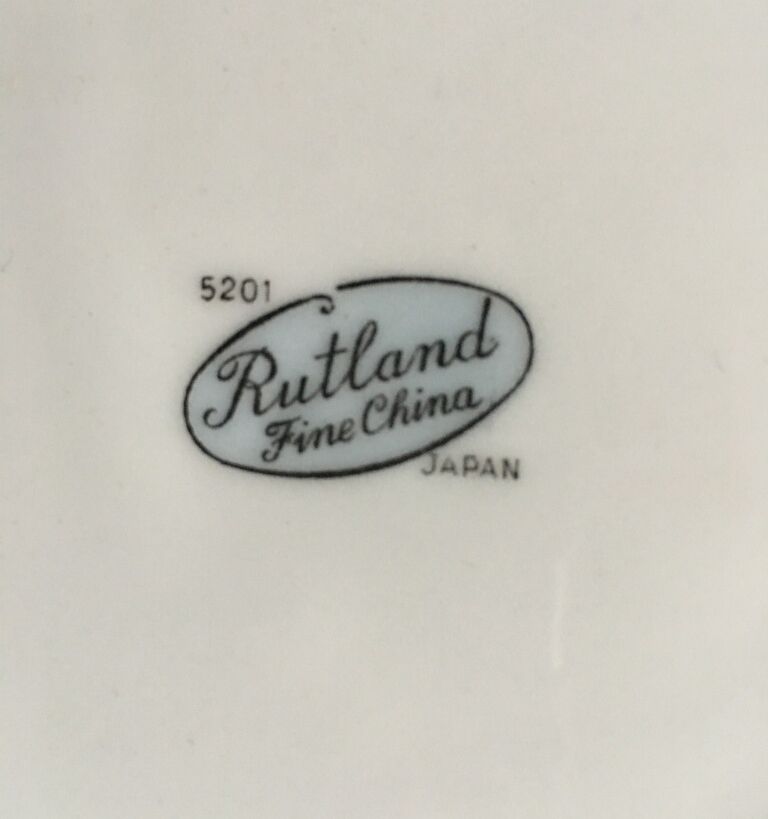 5201
Rutland
Fine China
JAPAN